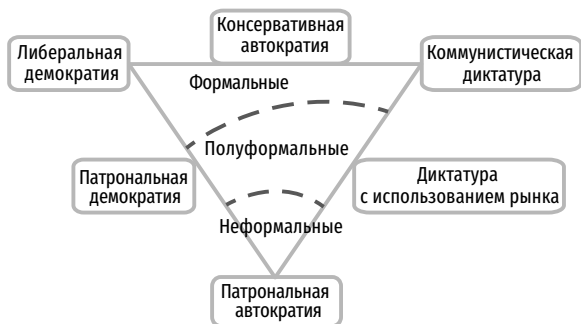 Консервативная
автократия
Либеральная
демократия
Коммунистическая
диктатура
Формальные
Полуформальные
Патрональная
демократия
Диктатура
с использованием рынка
Неформальные
Патрональная
автократия